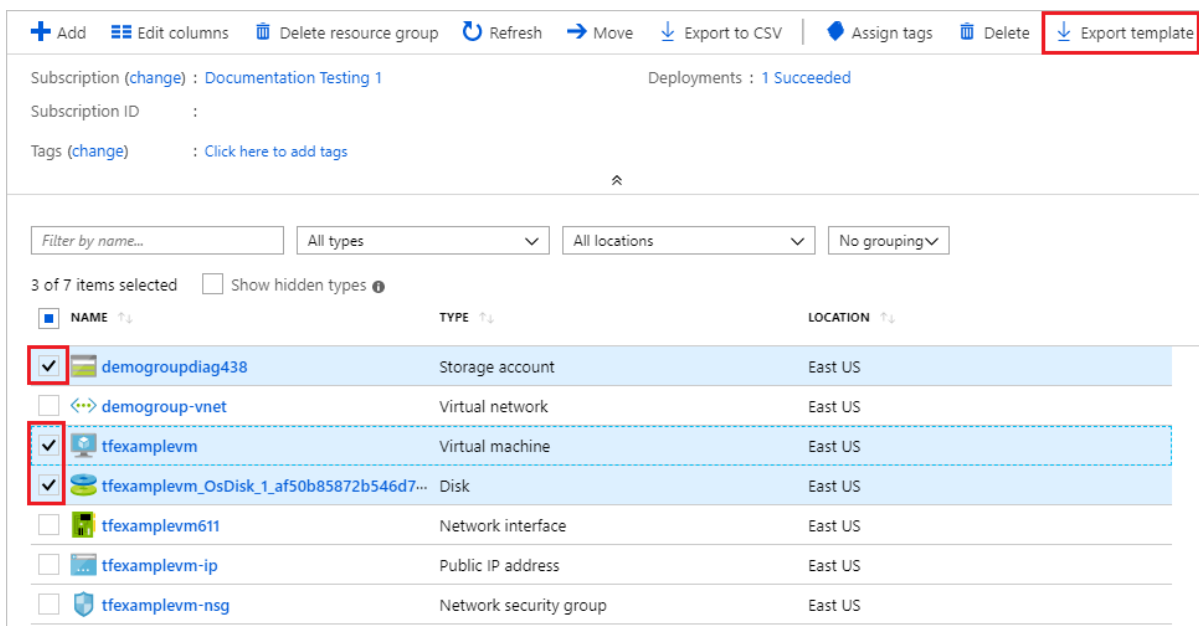 Add Edit columns Delete resource group Refresh Move Export to CSV Assign tags Delete Export template
Subscription (change) : Documentation Testing 1 Deployments : 1 Succeeded
Subscription ID :
Tags (change) : Click here to add tags
Filter by name... All types All locations No grouping
3 of 7 items selected Show hidden types
NAME TYPE LOCATION
demogroupdiag438 Storage account East US
demogroup-vnet Virtual network East US
tfexamplevm Virtual machine East US
tfexamplevm_OsDisk_1_af50b85872b546d7... Disk East US
tfexamplevm611 Network interface East US
tfexamplevm-ip Public IP address East US
tfexamplevm-nsg Network security group East US